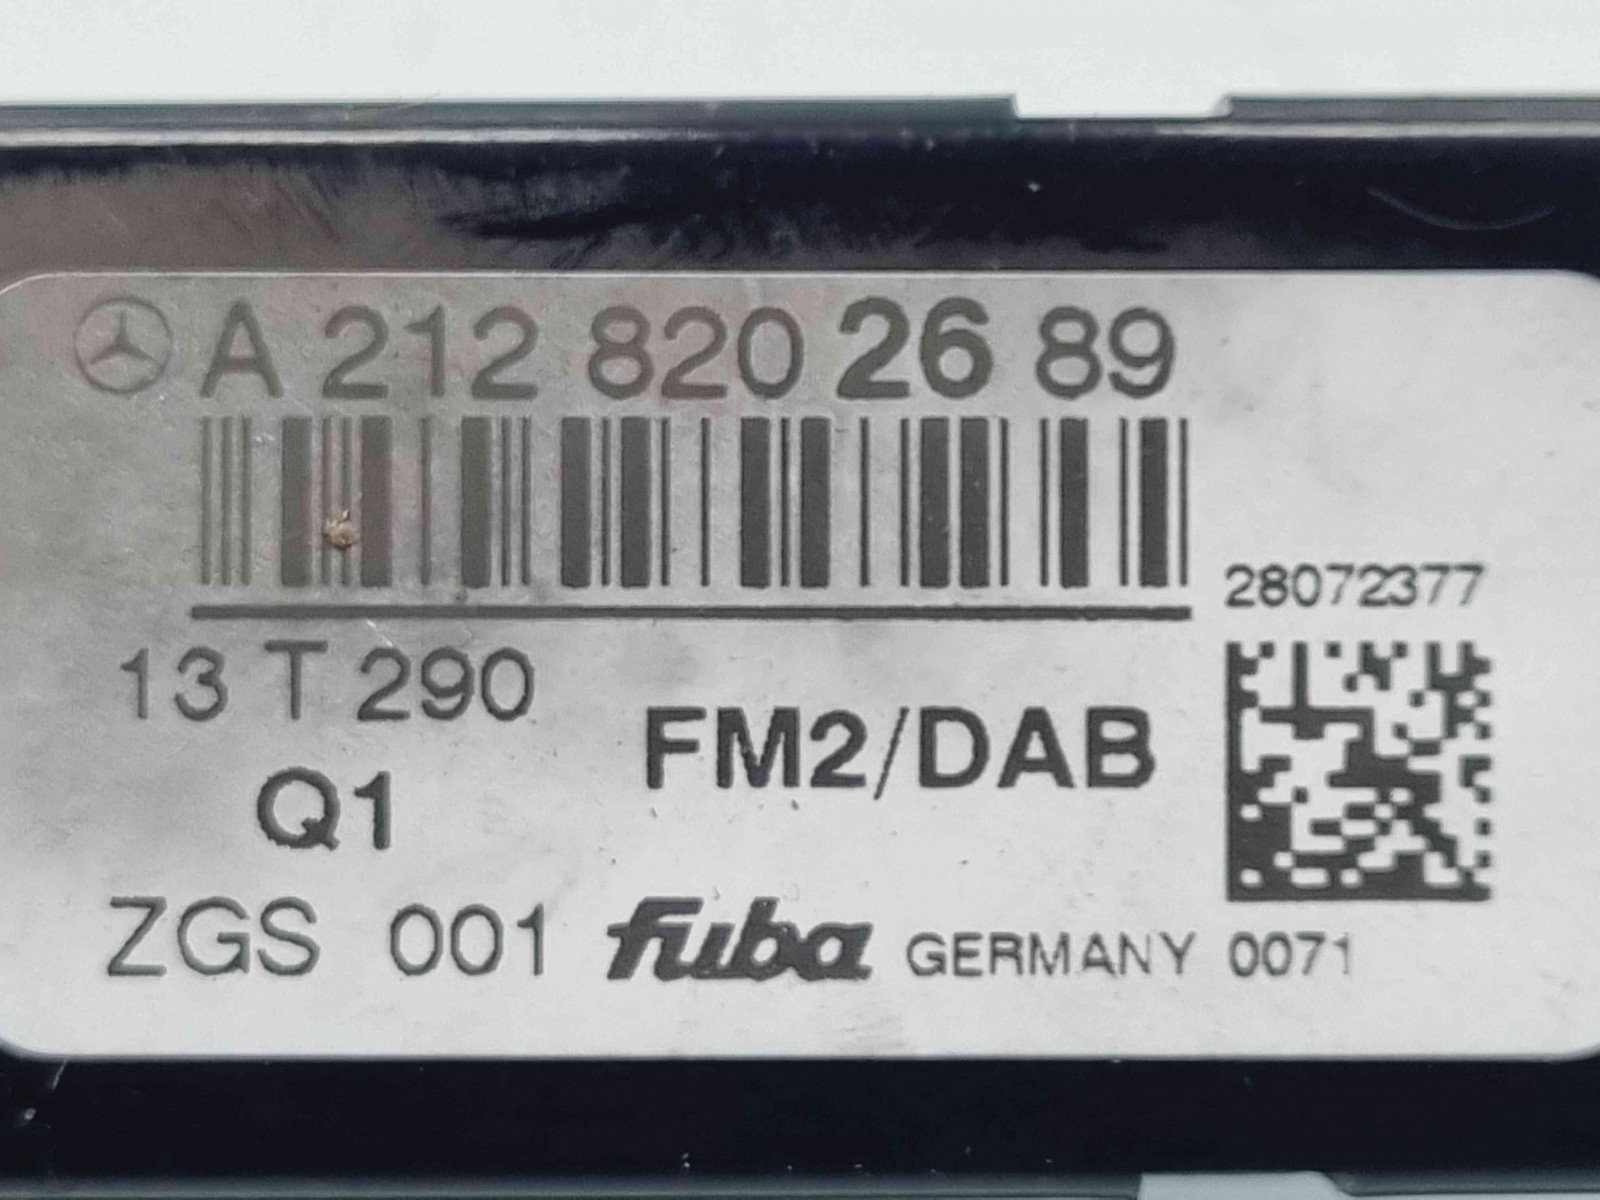 A 212 820 26 89
28072377
13 T 290
FM2/DAB
Q1
ZGS 001 fuba GERMANY 0071